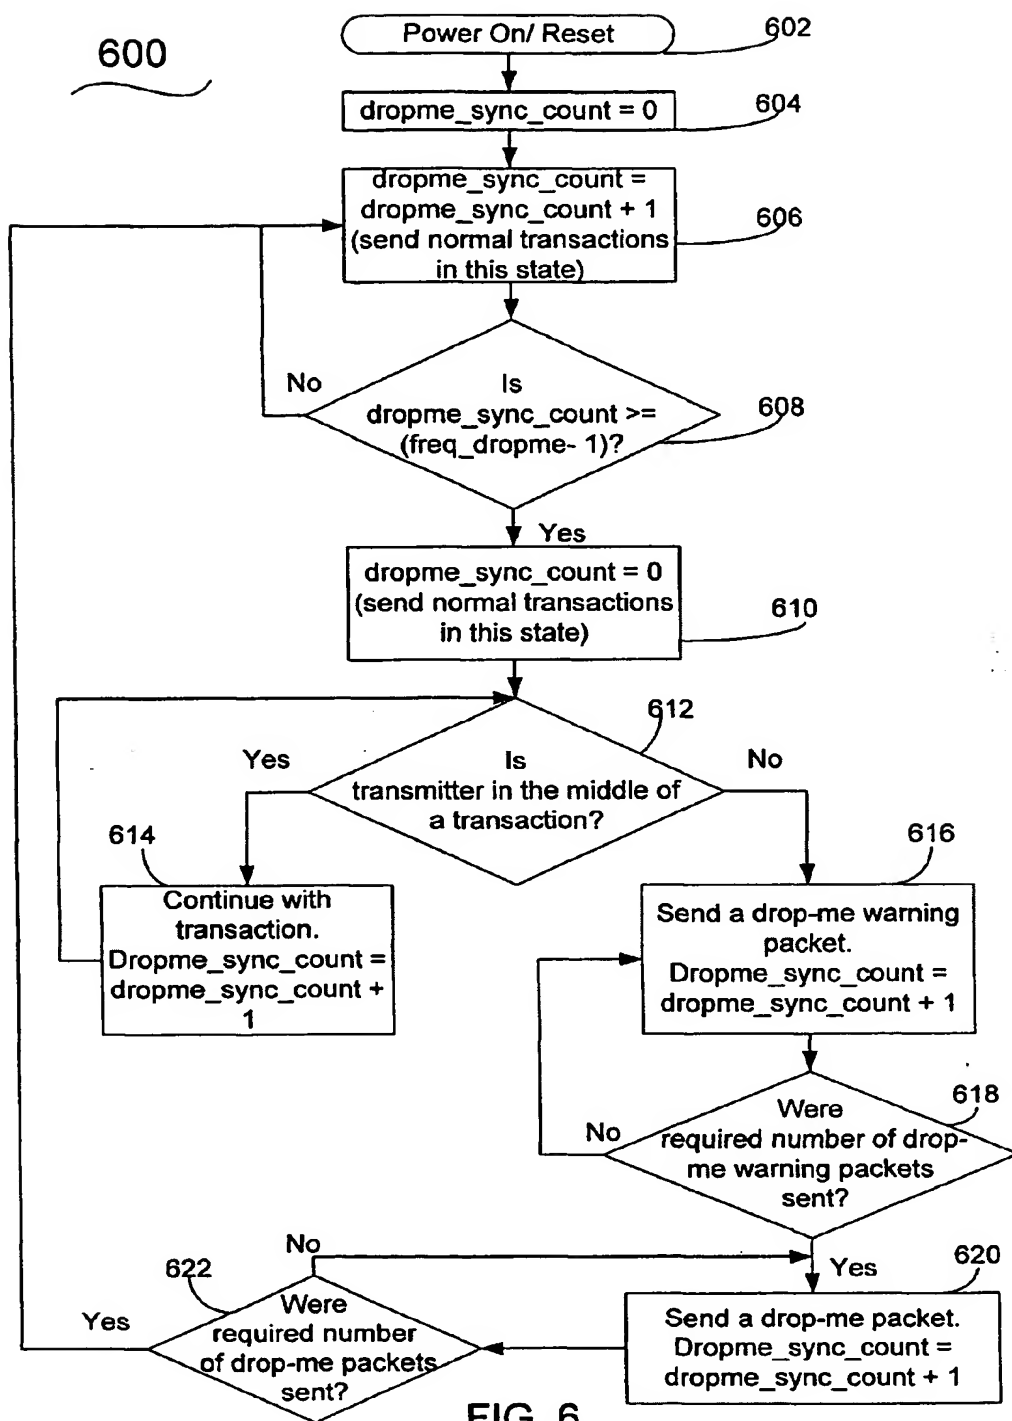 600
Power On/ Reset
602
dropme_sync_count = 0
604
dropme_sync_count =
dropme_sync_count + 1
(send normal transactions
in this state)
606
No
Is
dropme_sync_count >=
(freq_dropme- 1)?
608
Yes
dropme_sync_count = 0
(send normal transactions
in this state)
610
612
Yes
Is
transmitter in the middle of
a transaction?
No
614
Continue with
transaction.
Dropme_sync_count =
dropme_sync_count +
1
616
Send a drop-me warning
packet.
Dropme_sync_count =
dropme_sync_count + 1
618
No
Were
required number of drop-
me warning packets
sent?
Yes
620
Send a drop-me packet.
Dropme_sync_count =
dropme_sync_count + 1
No
622
Yes
Were
required number
of drop-me packets
sent?
FIG. 6